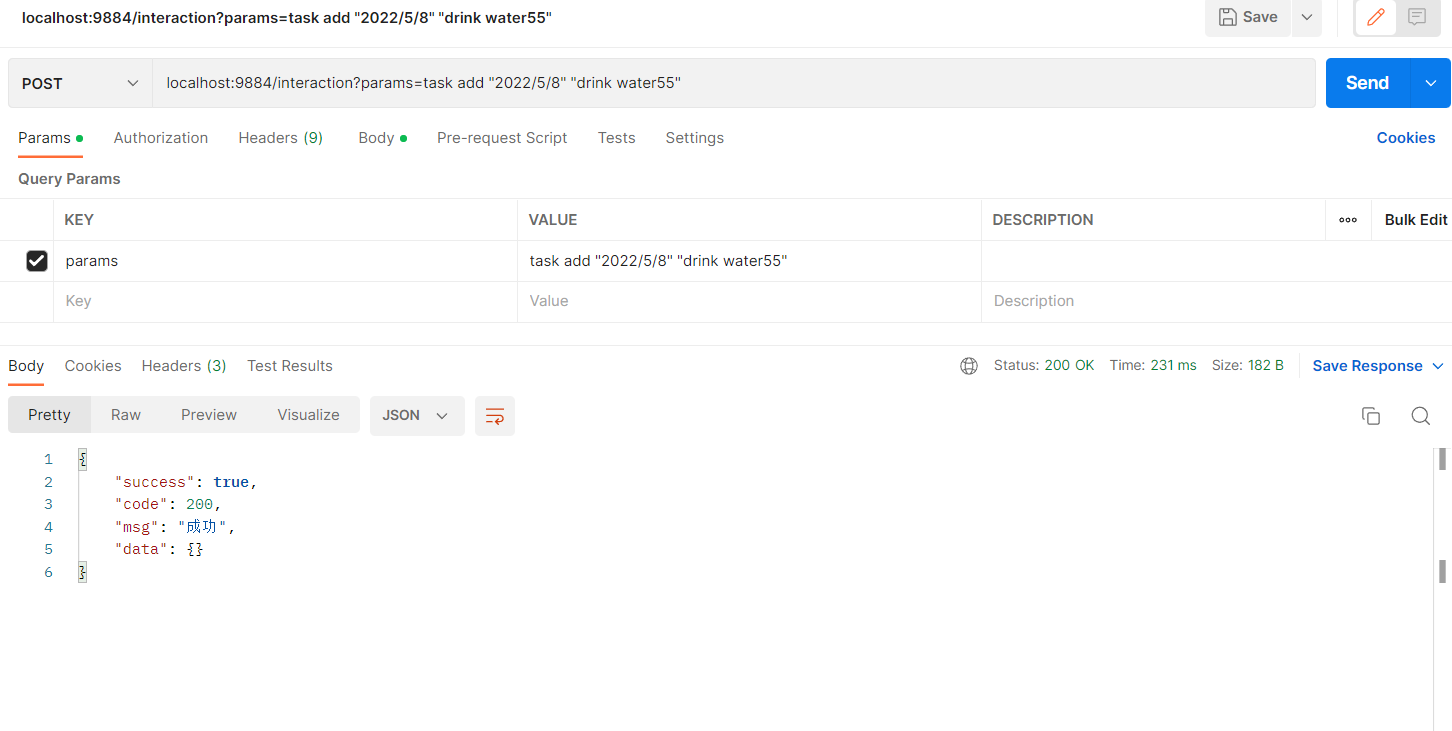 localhost:9884/interaction?params=task add "2022/5/8" "drink water55"
Save
POST
localhost:9884/interaction?params=task add "2022/5/8" "drink water55"
Send
Params
Authorization
Headers (9)
Body
Pre-request Script
Tests
Settings
Cookies
Query Params
KEY
VALUE
DESCRIPTION
Bulk Edit
params
task add "2022/5/8" "drink water55"
Key
Value
Description
Body
Cookies
Headers (3)
Test Results
Status: 200 OK
Time: 231 ms
Size: 182 B
Save Response
Pretty
Raw
Preview
Visualize
JSON
1 {
2 "success": true,
3 "code": 200,
4 "msg": "成功",
5 "data": {}
6 }